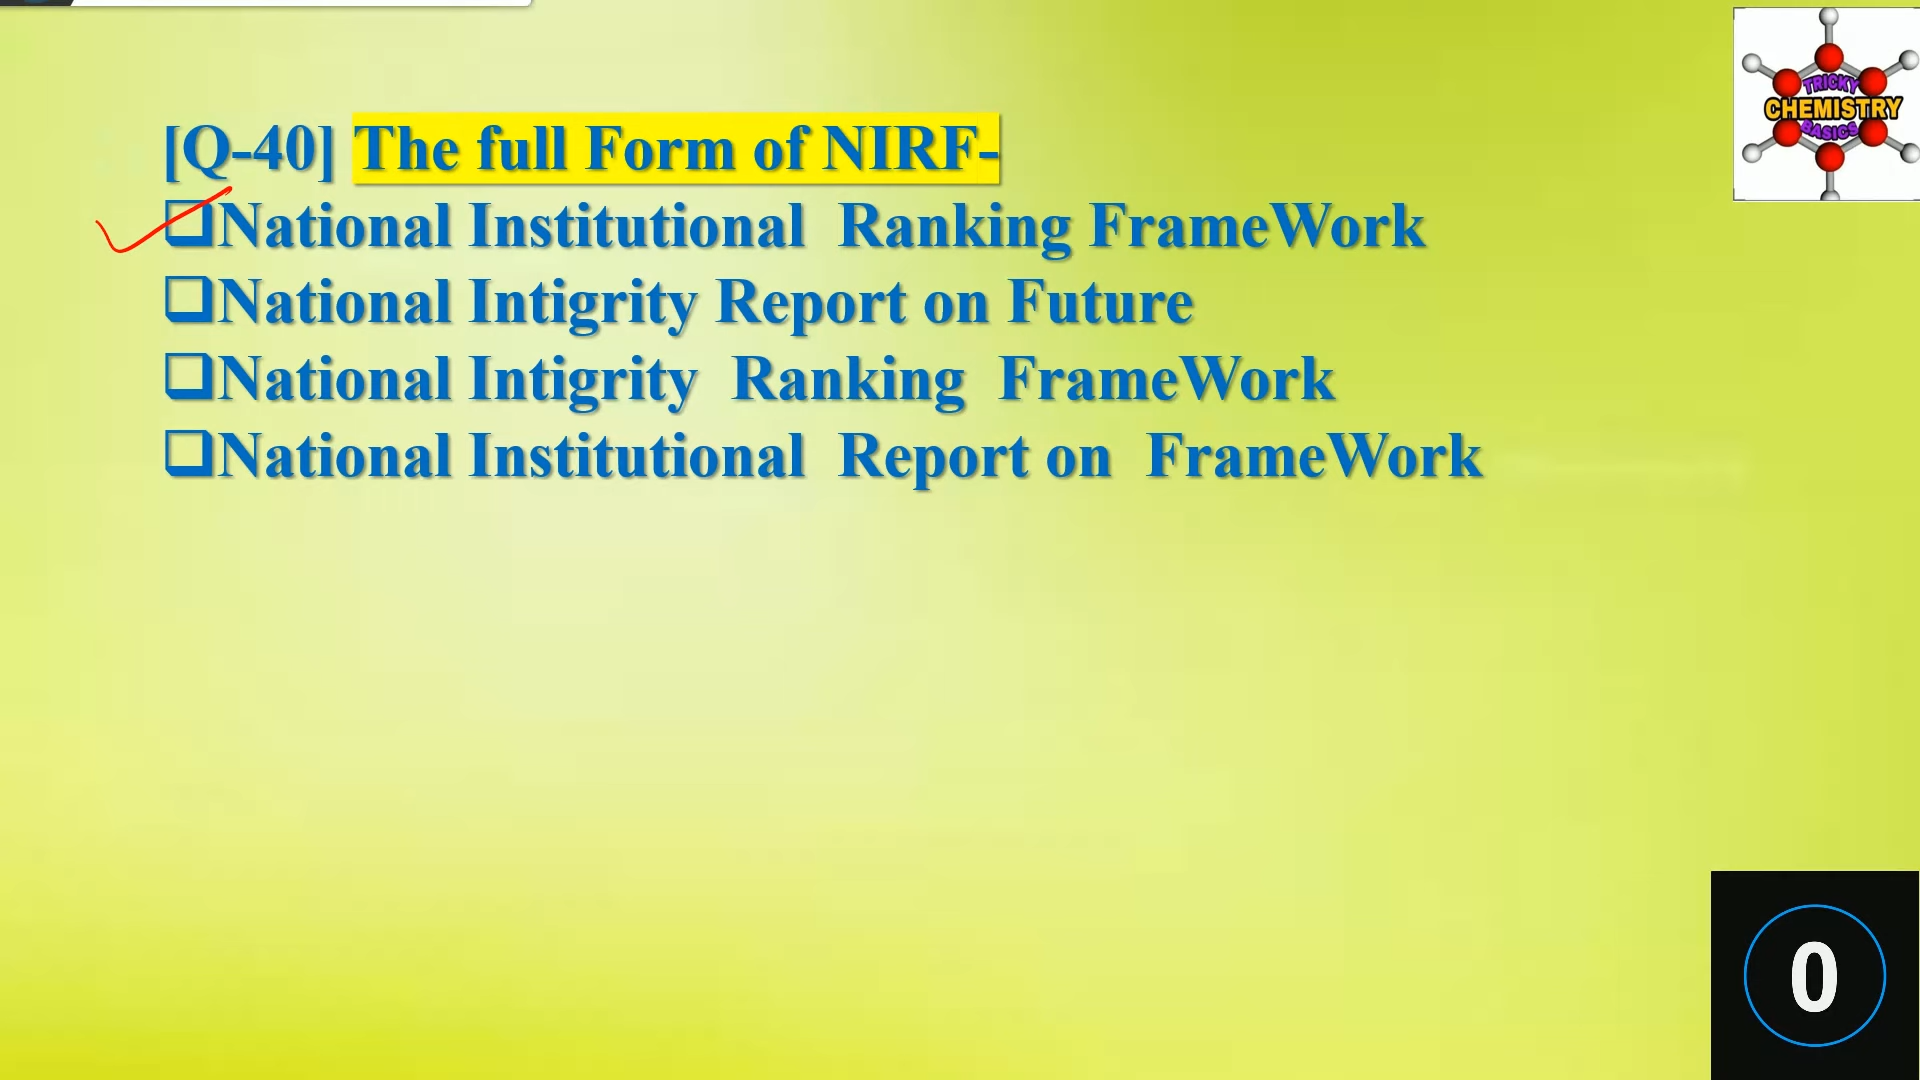 [Q-40] The full Form of NIRF-
❑National Institutional Ranking FrameWork
❑National Intigrity Report on Future
❑National Intigrity Ranking FrameWork
❑National Institutional Report on FrameWork
TRICKY
CHEMISTRY
BASICS
0